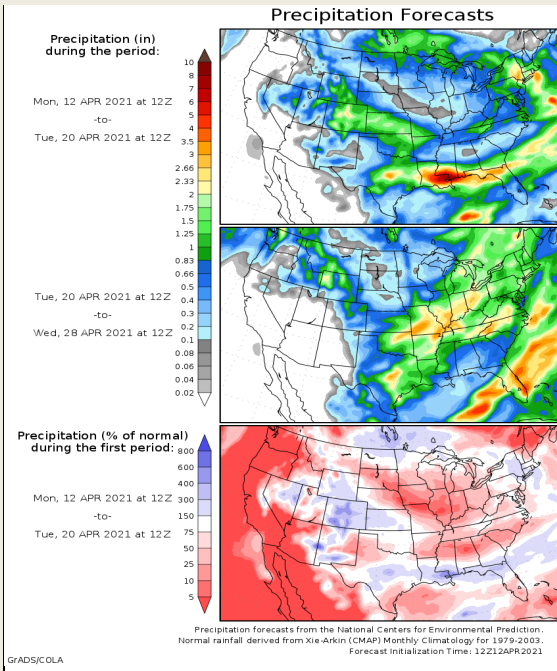 Precipitation Forecasts
Precipitation (in)
during the period:
Mon, 12 APR 2021 at 12Z
-to-
Tue, 20 APR 2021 at 12Z
10
8
7
6
5
4
3.5
3
2.66
2.33
2
1.75
1.5
1.25
1
0.83
0.66
0.5
0.4
0.3
0.2
0.1
0.08
0.06
0.04
0.02
Tue, 20 APR 2021 at 12Z
-to-
Wed, 28 APR 2021 at 12Z
Precipitation (% of normal)
during the first period:
Mon, 12 APR 2021 at 12Z
-to-
Tue, 20 APR 2021 at 12Z
800
600
400
300
150
75
50
25
10
5
Precipitation forecasts from the National Centers for Environmental Prediction.
Normal rainfall derived from Xie-Arkin (CMAP) Monthly Climatology for 1979-2003.
Forecast Initialization Time: 12Z12APR2021
GrADS/COLA